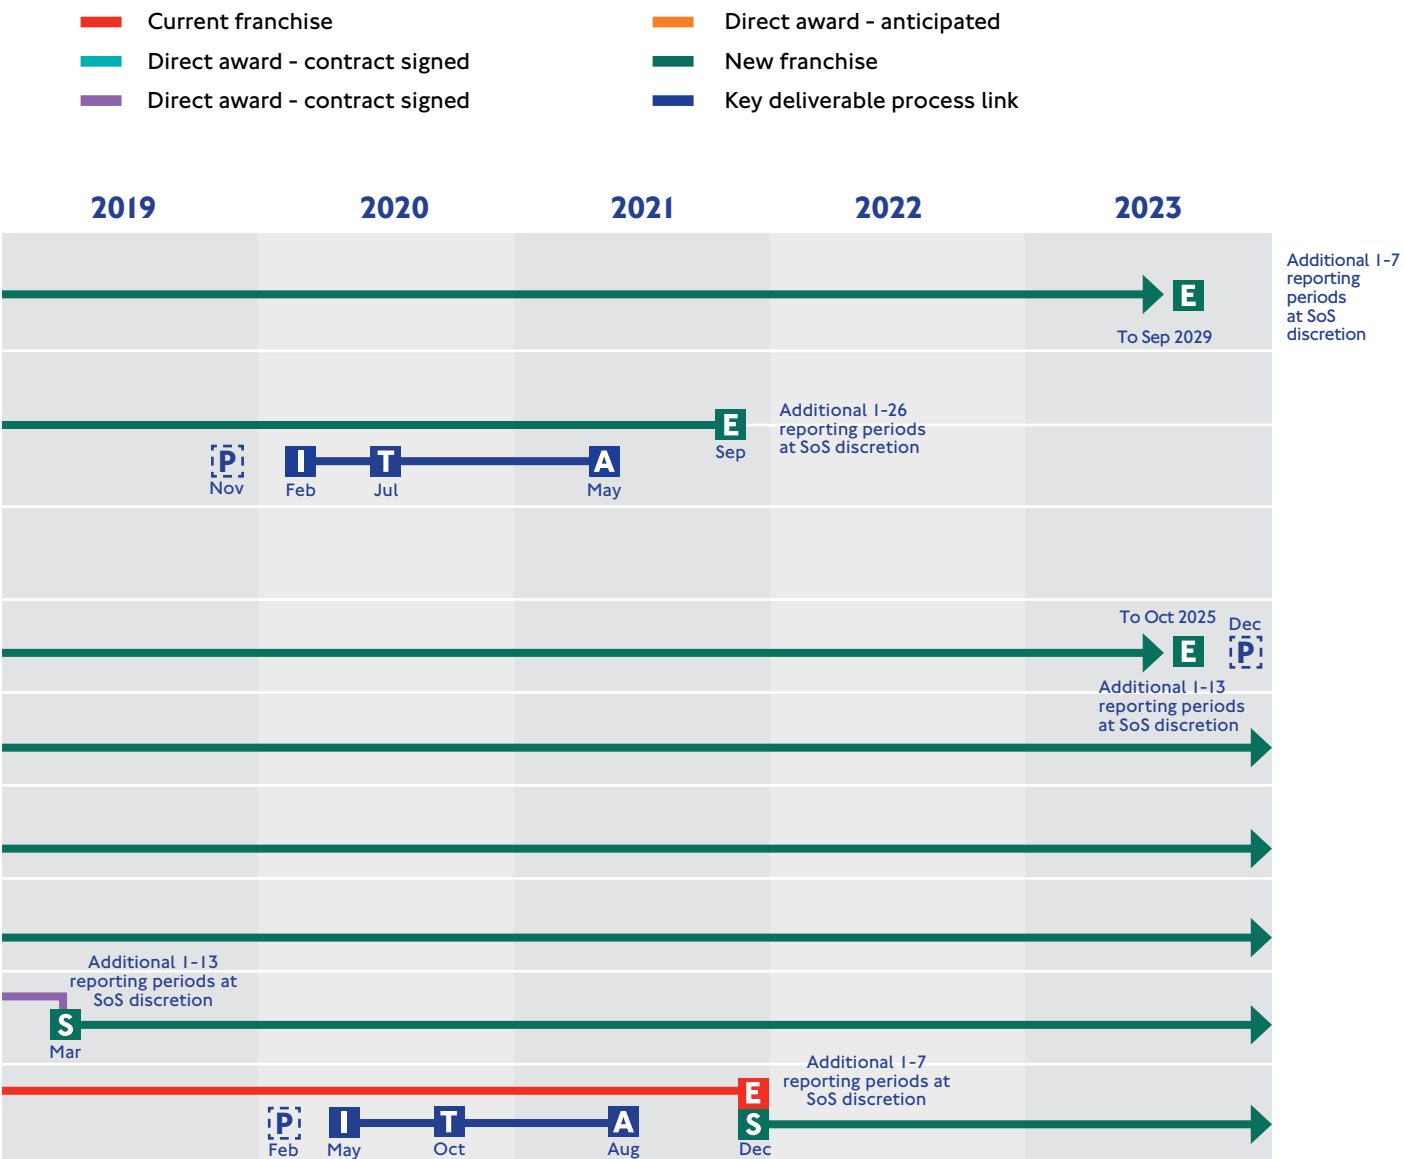 Current franchise
Direct award - anticipated
Direct award - contract signed
New franchise
Direct award - contract signed
Key deliverable process link
2019
2020
2021
2022
2023
Additional 1-7
reporting
periods
at SoS
discretion
E
To Sep 2029
E
Sep
Additional 1-26
reporting periods
at SoS discretion
P
I
T
A
Nov
Feb
Jul
May
To Oct 2025
Dec
E
P
Additional 1-13
reporting periods
at SoS discretion
Additional 1-13
reporting periods at
SoS discretion
S
Mar
Additional 1-7
reporting periods at
SoS discretion
E
P
I
T
A
S
Feb
May
Oct
Aug
Dec